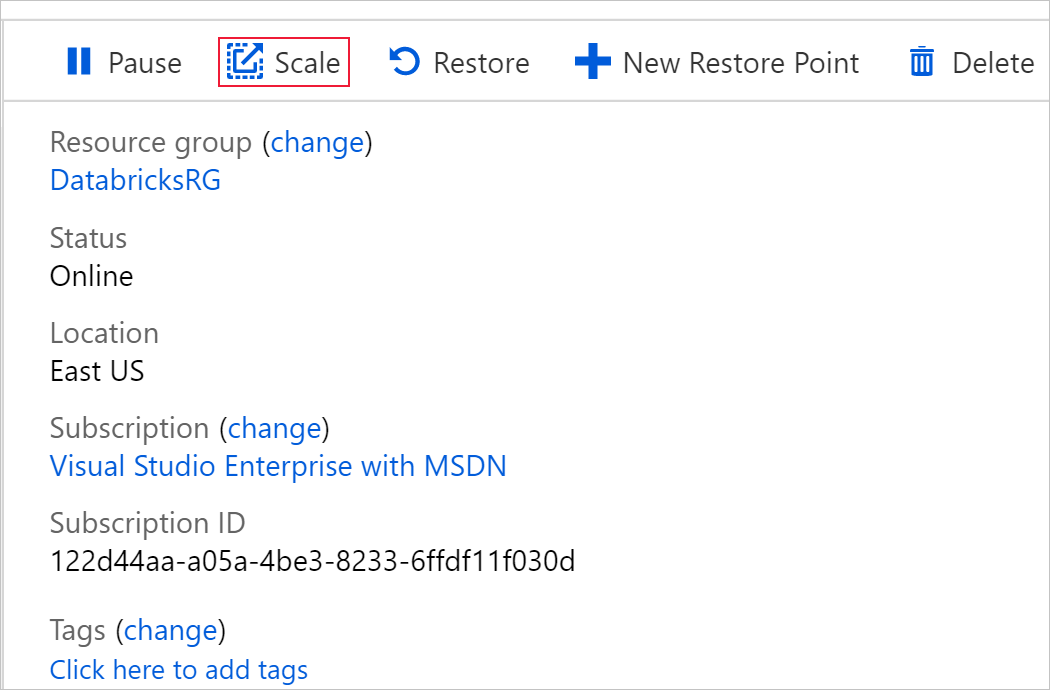 Pause Scale Restore New Restore Point Delete
Resource group (change)
DatabricksRG
Status
Online
Location
East US
Subscription (change)
Visual Studio Enterprise with MSDN
Subscription ID
122d44aa-a05a-4be3-8233-6ffdf11f030d
Tags (change)
Click here to add tags